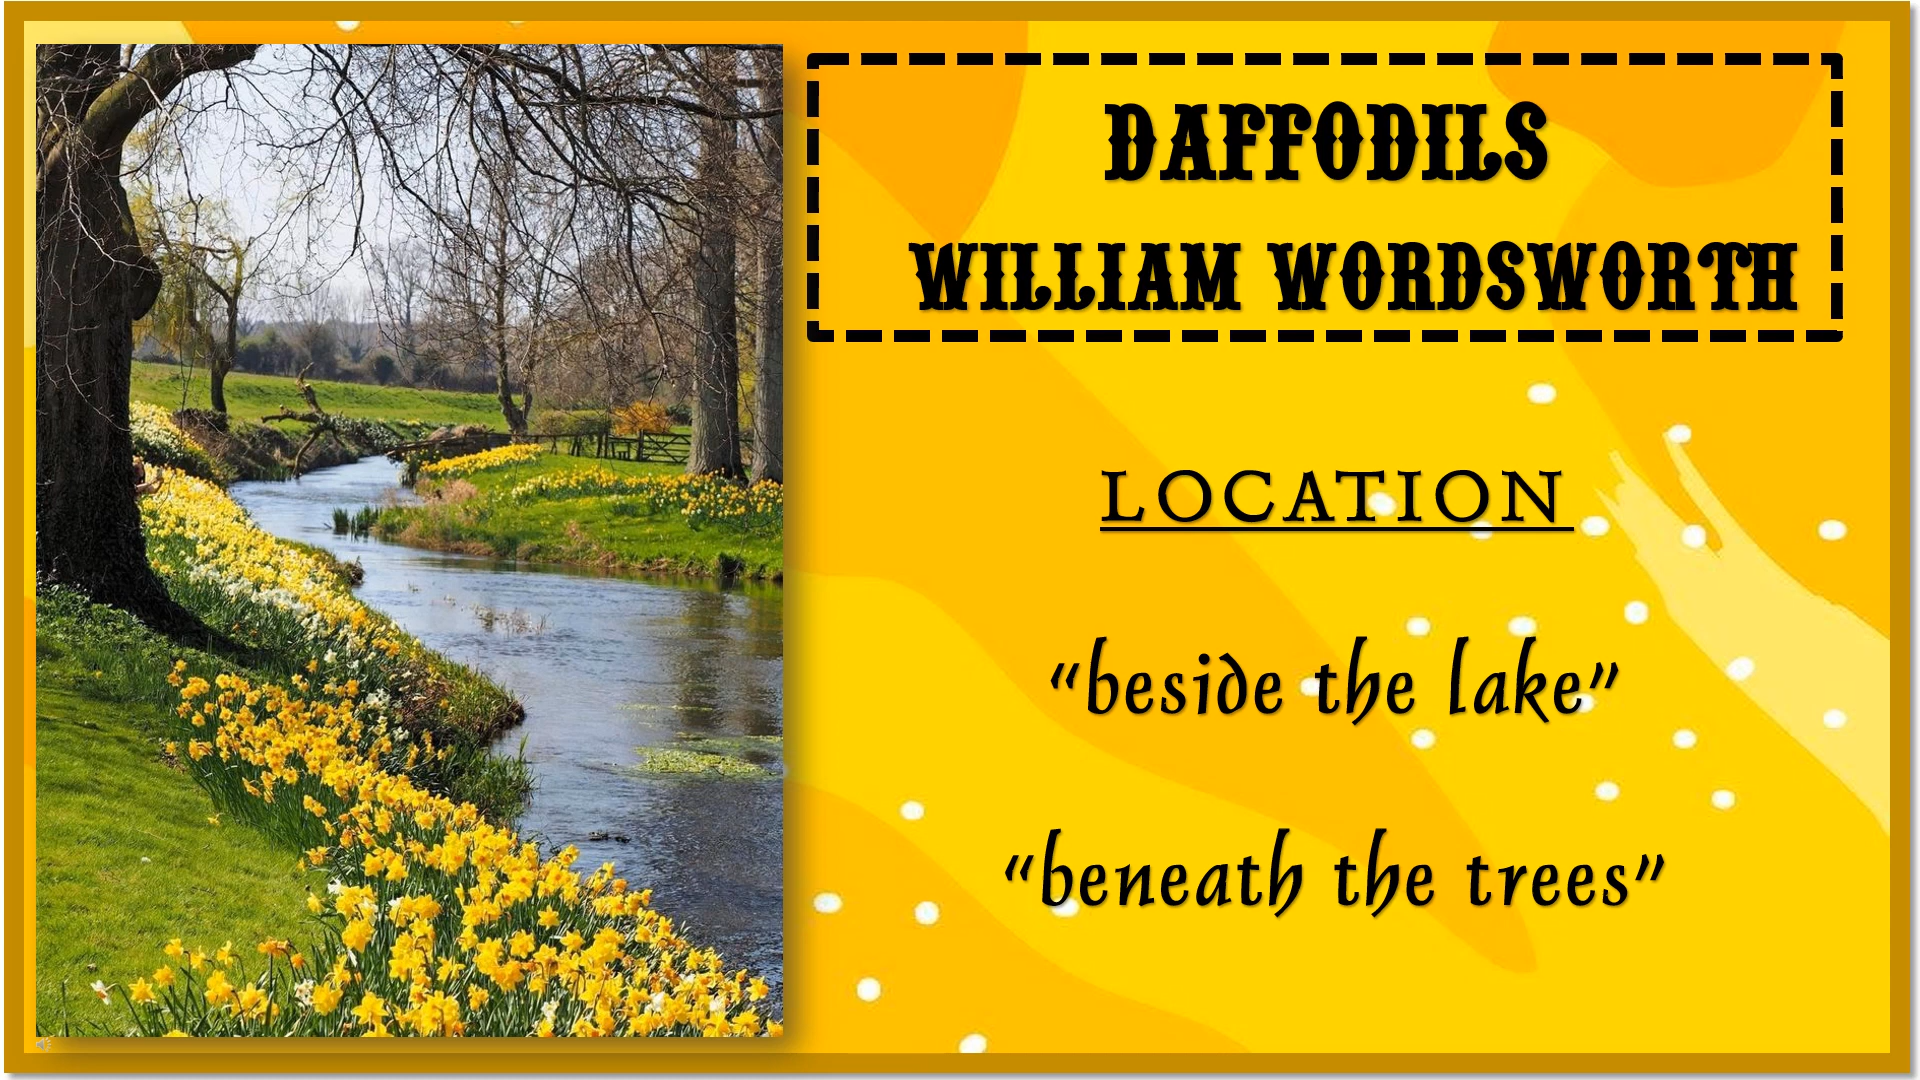 DAFFODILS
WILLIAM WORDSWORTH
LOCATION
“beside the lake”
“beneath the trees”